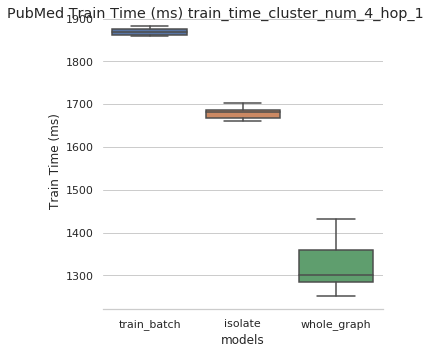 PubMed Train Time (ms) train_time_cluster_num_4_hop_1
1900
1800
1700
1600
1500
1400
1300
Train Time (ms)
train_batch
isolate
whole_graph
models